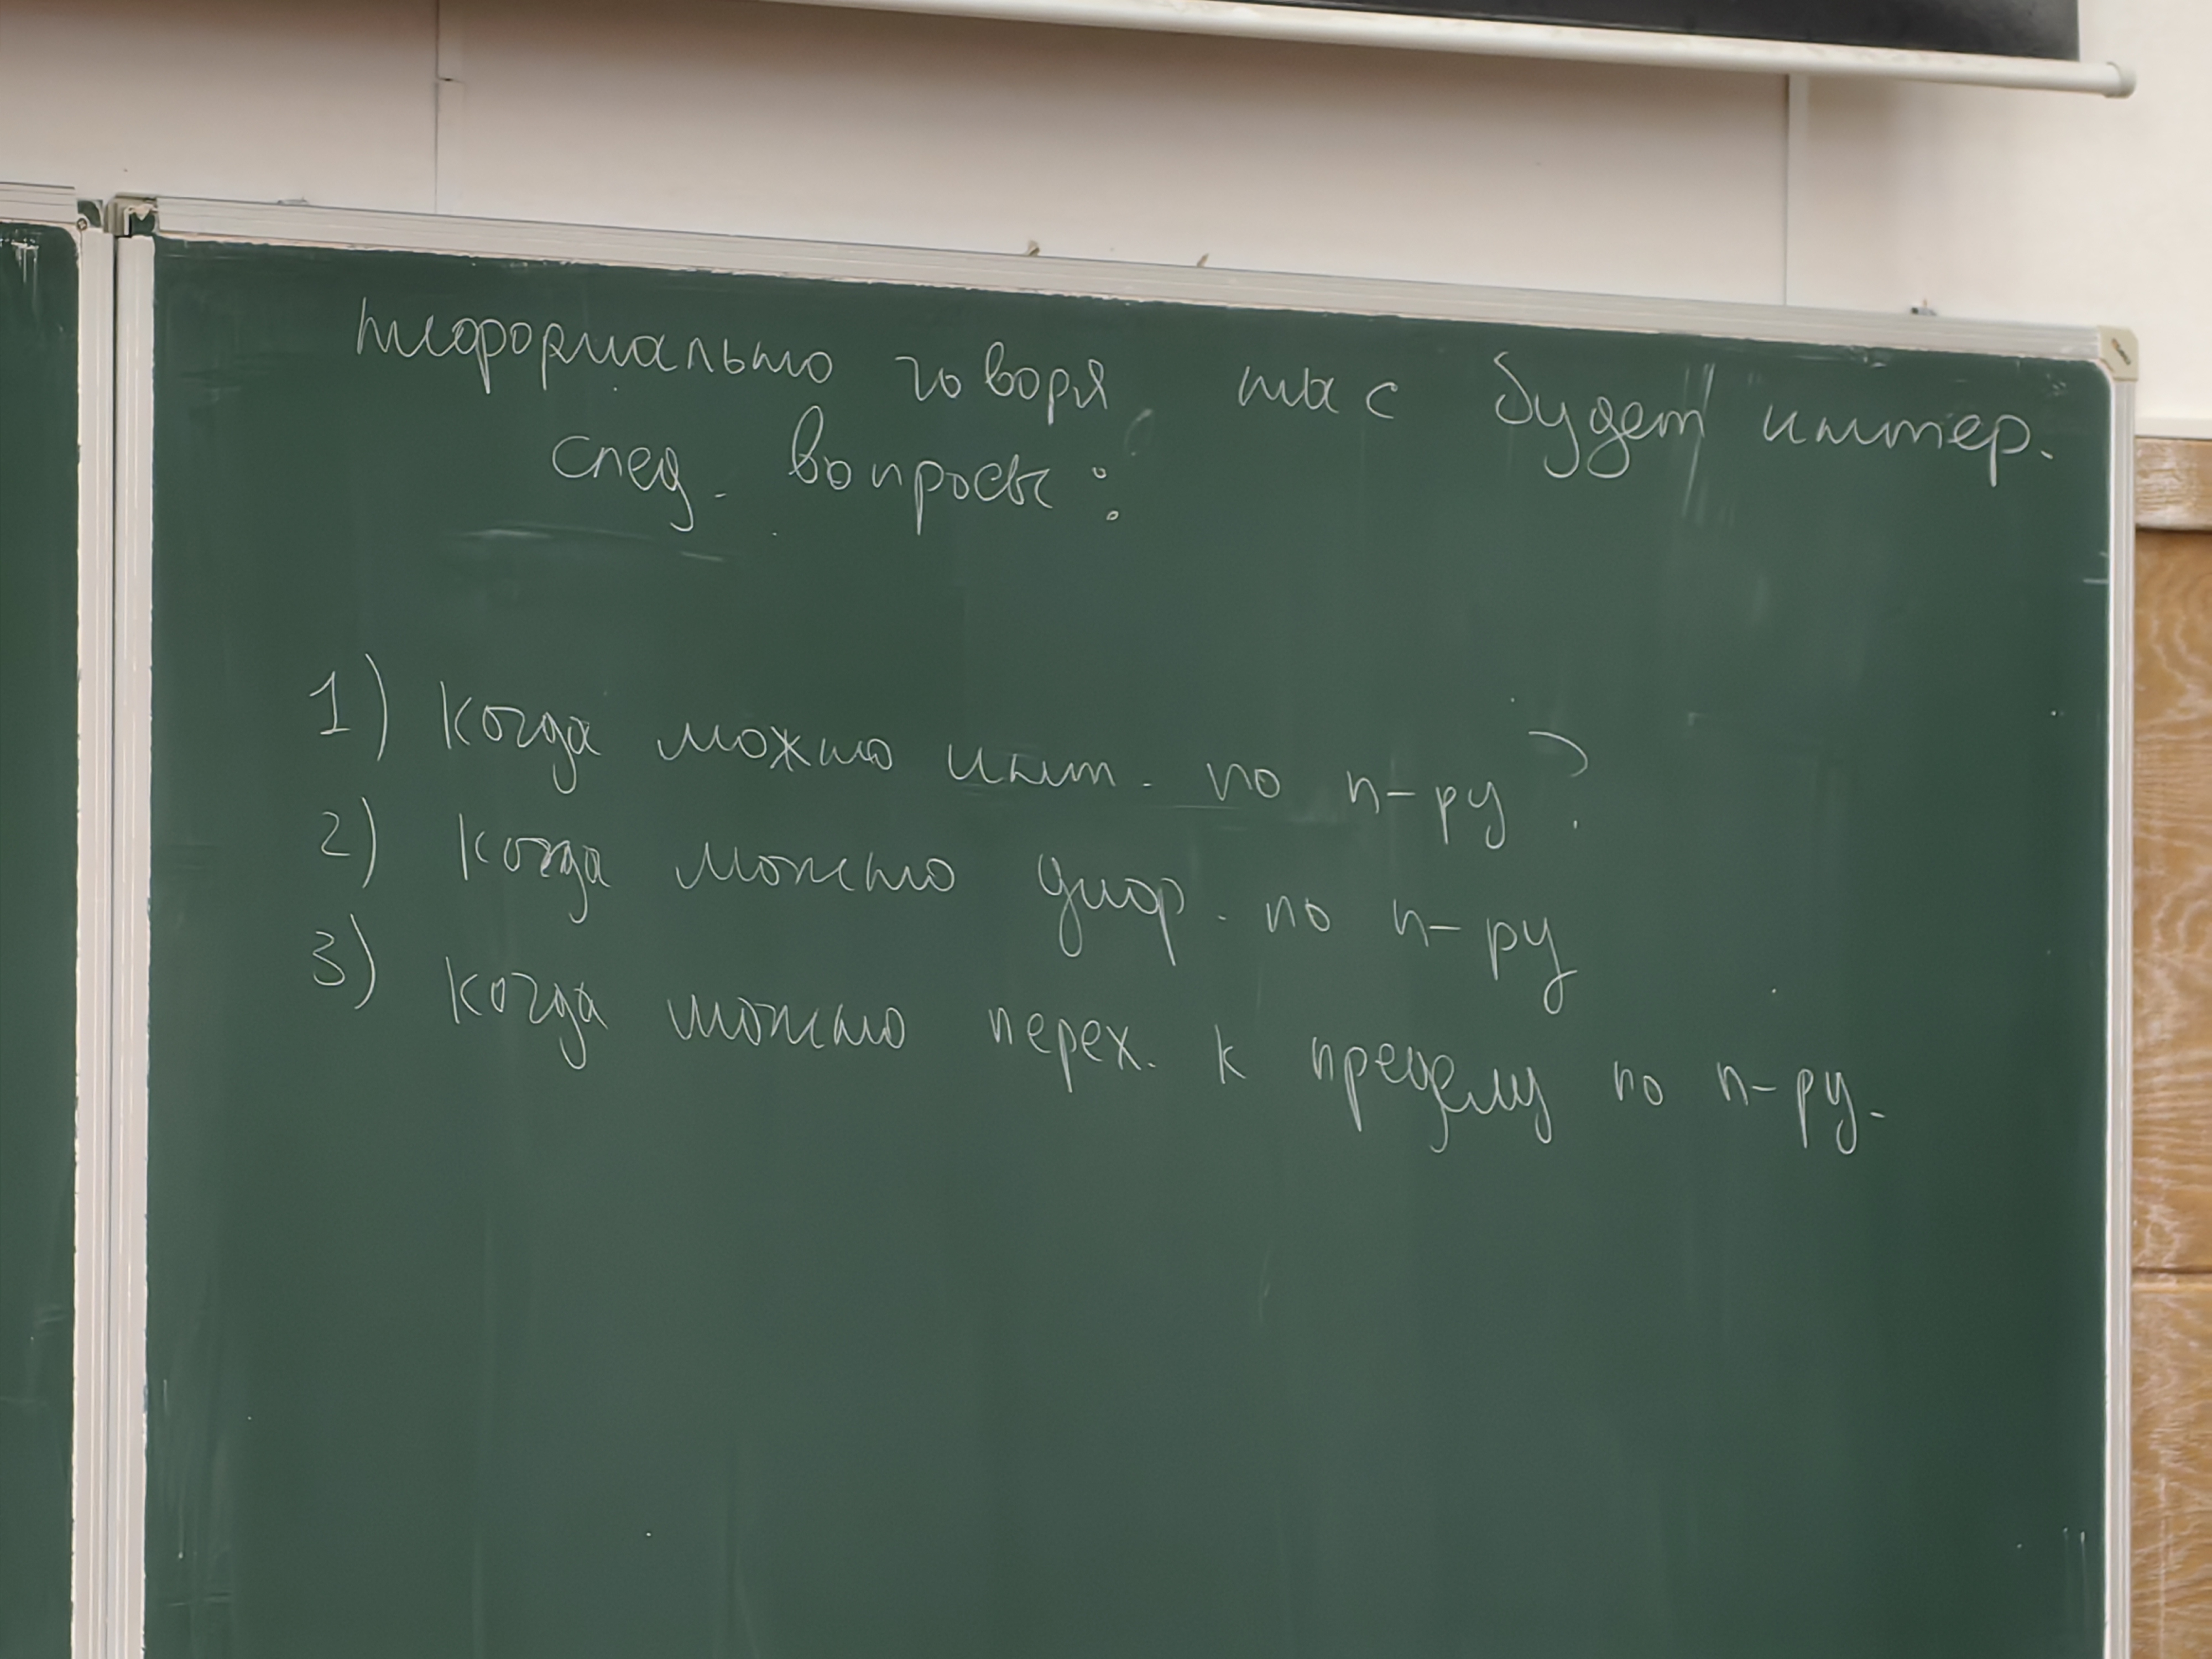 Неформально говоря, нас будет интер.
след. вопросы:
1) Когда можно инт. по п-ру?
2) Когда можно диф. по п-ру
3) Когда можно перех. к пределу по п-ру.